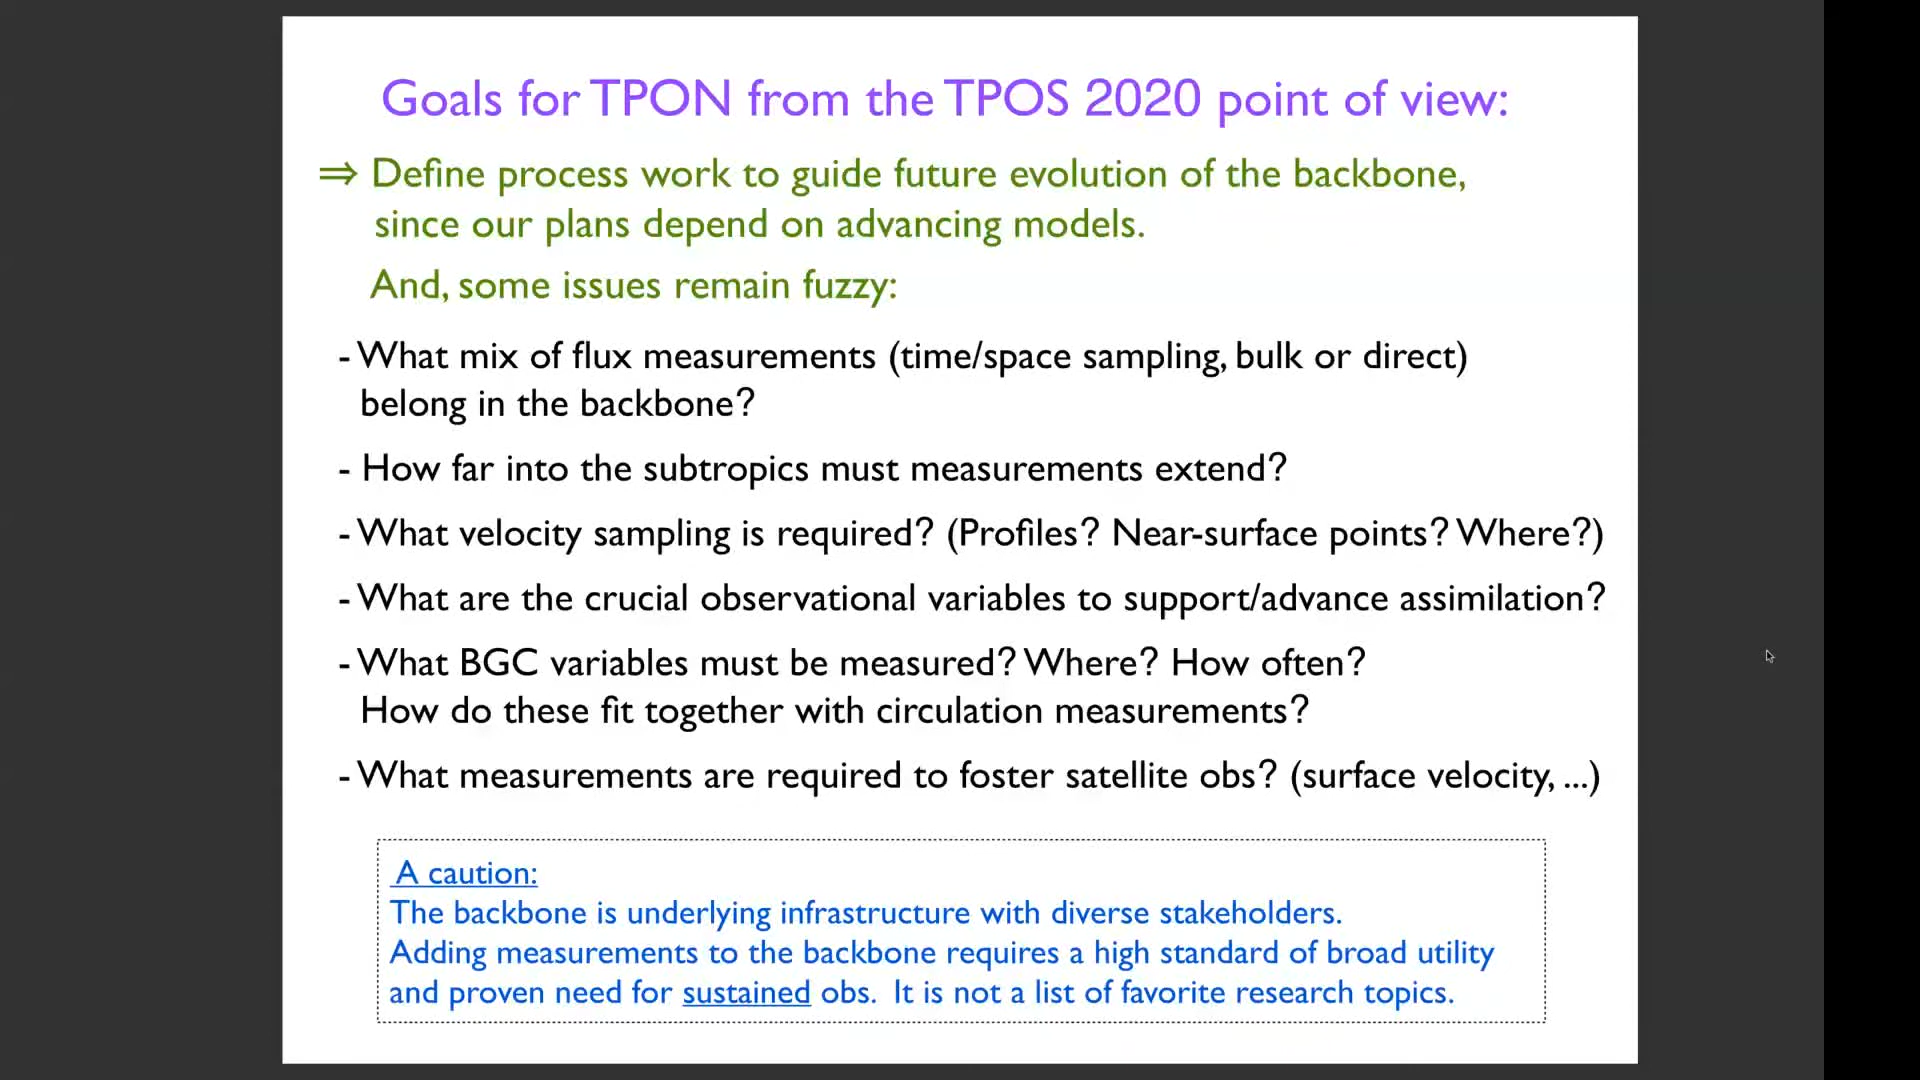 Goals for TPON from the TPOS 2020 point of view:
⇒ Define process work to guide future evolution of the backbone,
since our plans depend on advancing models.
And, some issues remain fuzzy:
- What mix of flux measurements (time/space sampling, bulk or direct)
belong in the backbone?
- How far into the subtropics must measurements extend?
- What velocity sampling is required? (Profiles? Near-surface points? Where?)
- What are the crucial observational variables to support/advance assimilation?
- What BGC variables must be measured? Where? How often?
How do these fit together with circulation measurements?
- What measurements are required to foster satellite obs? (surface velocity, ...)
A caution:
The backbone is underlying infrastructure with diverse stakeholders.
Adding measurements to the backbone requires a high standard of broad utility
and proven need for sustained obs. It is not a list of favorite research topics.